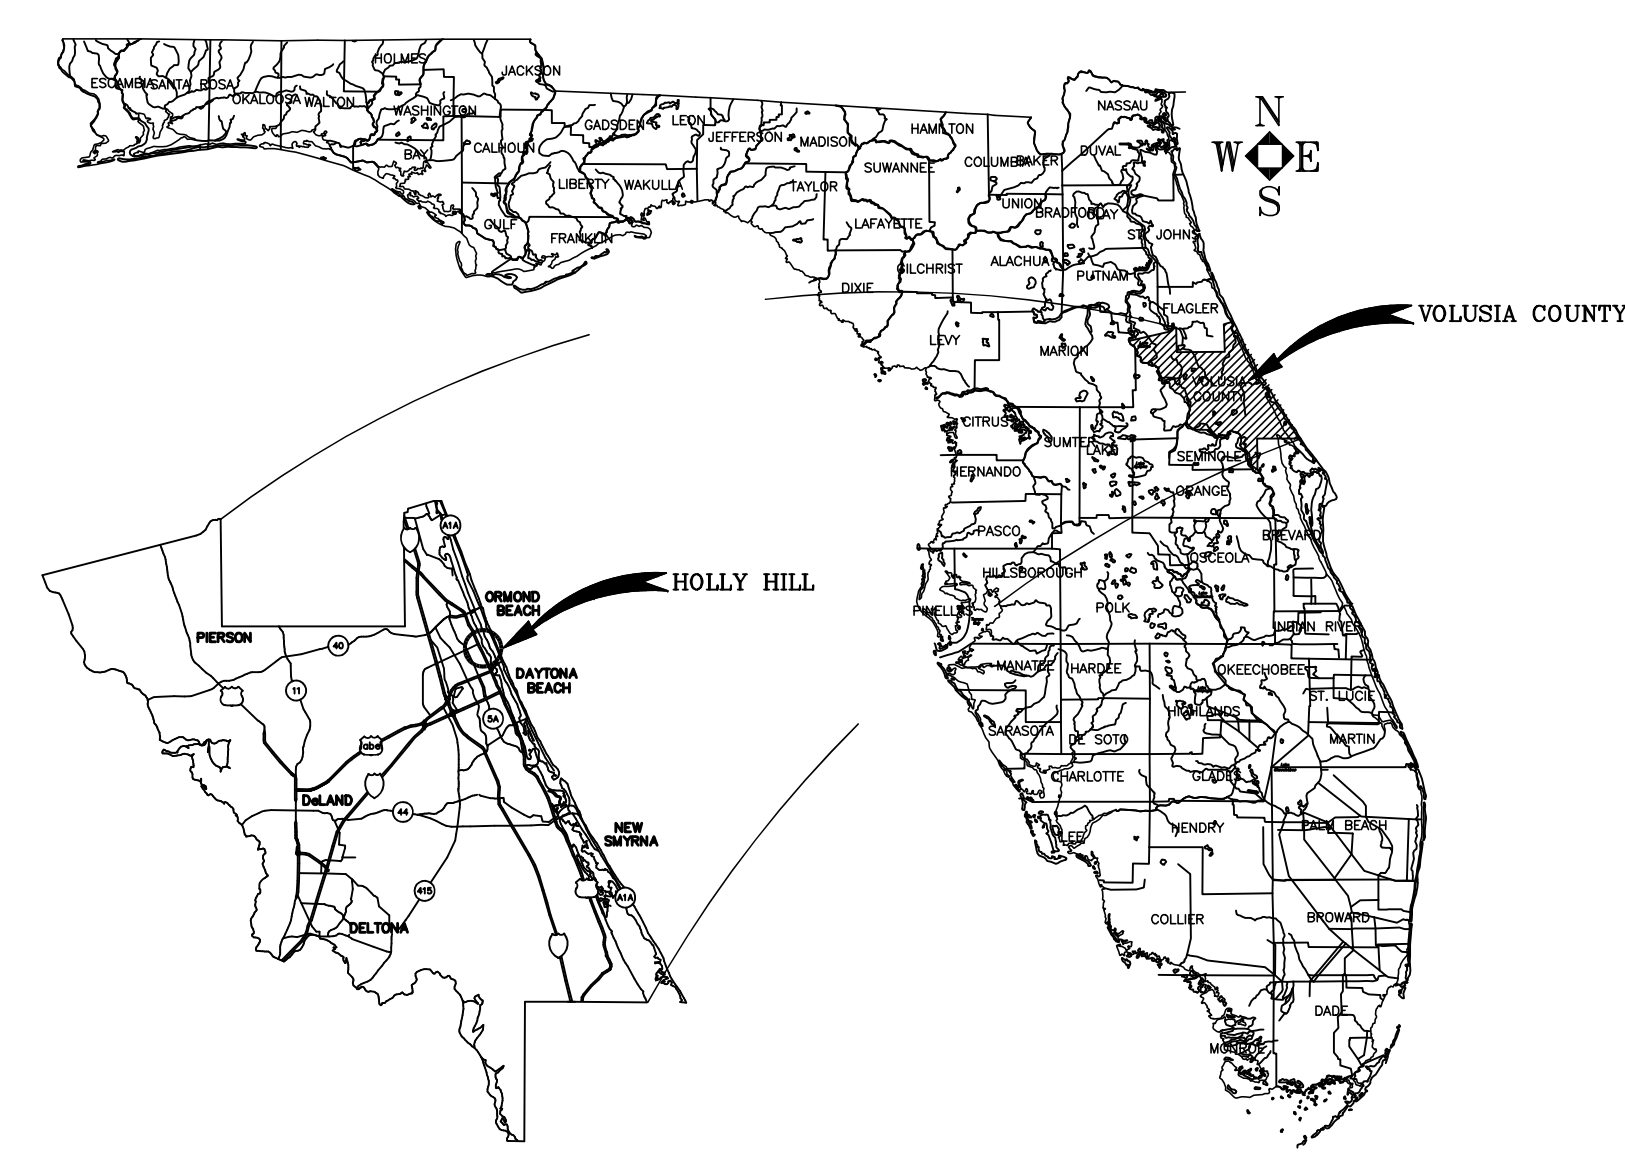 HOLMES
JACKSON
ESCAMBIA
SANTA ROSA
OKALOOSA
WALTON
WASHINGTON
NASSAU
N
GADSDEN
LEON
JEFFERSON
MADISON
HAMILTON
BAY
CALHOUN
SUWANNEE
COLUMBIA
BAKER
DUVAL
W
E
LIBERTY
WAKULLA
TAYLOR
UNION
BRADFORD
CLAY
S
GULF
FRANKLIN
LAFAYETTE
ST. JOHNS
GILCHRIST
ALACHUA
PUTNAM
DIXIE
FLAGLER
VOLUSIA COUNTY
LEVY
MARION
VOLUSIA
COUNTY
CITRUS
SUMTER
LAKE
SEMINOLE
HERNANDO
ORANGE
PASCO
BREVARD
OSCEOLA
HILLSBOROUGH
PINELLAS
POLK
INDIAN RIVER
MANATEE
HARDEE
OKEECHOBEE
ST. LUCIE
HIGHLANDS
SARASOTA
DE SOTO
MARTIN
CHARLOTTE
GLADES
LEE
HENDRY
PALM BEACH
COLLIER
BROWARD
DADE
MONROE
A1A
HOLLY HILL
ORMOND
BEACH
PIERSON
40
DAYTONA
BEACH
11
5A
abc
DeLAND
44
NEW
SMYRNA
415
A1A
DELTONA